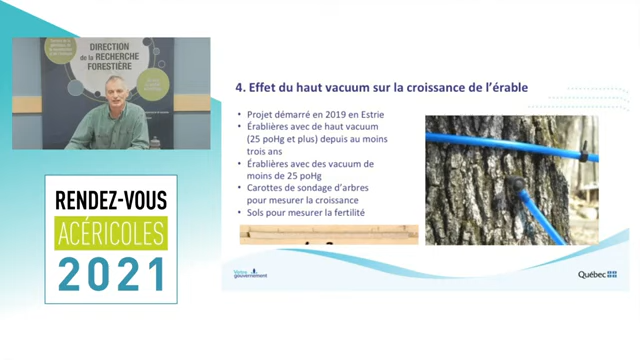 DIRECTION
de la RECHERCHE
FORESTIÈRE
RENDEZ-VOUS
ACÉRICOLES
2021
4. Effet du haut vacuum sur la croissance de l'érable
• Projet démarré en 2019 en Estrie
• Érablières avec de haut vacuum
(25 poHg et plus) depuis au moins
trois ans
• Érablières avec des vacuum de
moins de 25 poHg
• Carottes de sondage d'arbres
pour mesurer la croissance
• Sols pour mesurer la fertilité
Votre
gouvernement
Québec